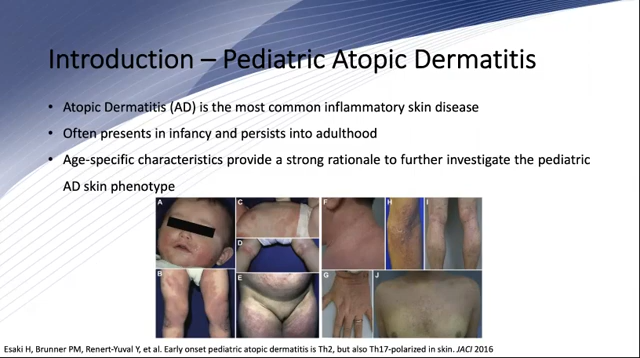 Introduction – Pediatric Atopic Dermatitis
• Atopic Dermatitis (AD) is the most common inflammatory skin disease
• Often presents in infancy and persists into adulthood
• Age-specific characteristics provide a strong rationale to further investigate the pediatric
AD skin phenotype
A
B
C
D
E
F
G
H
I
J
Esaki H, Brunner PM, Renert-Yuval Y, et al. Early onset pediatric atopic dermatitis is Th2, but also Th17-polarized in skin. JACI 2016